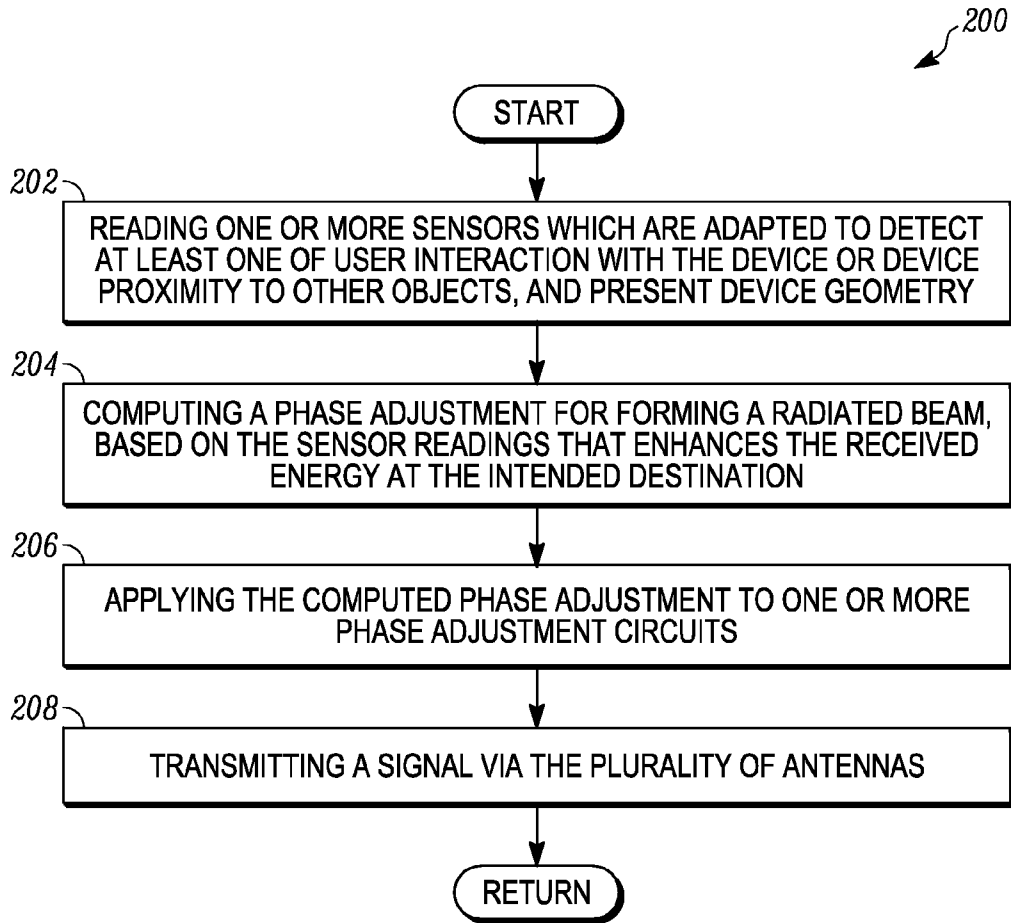 200
START
202
READING ONE OR MORE SENSORS WHICH ARE ADAPTED TO DETECT
AT LEAST ONE OF USER INTERACTION WITH THE DEVICE OR DEVICE
PROXIMITY TO OTHER OBJECTS, AND PRESENT DEVICE GEOMETRY
204
COMPUTING A PHASE ADJUSTMENT FOR FORMING A RADIATED BEAM,
BASED ON THE SENSOR READINGS THAT ENHANCES THE RECEIVED
ENERGY AT THE INTENDED DESTINATION
206
APPLYING THE COMPUTED PHASE ADJUSTMENT TO ONE OR MORE
PHASE ADJUSTMENT CIRCUITS
208
TRANSMITTING A SIGNAL VIA THE PLURALITY OF ANTENNAS
RETURN